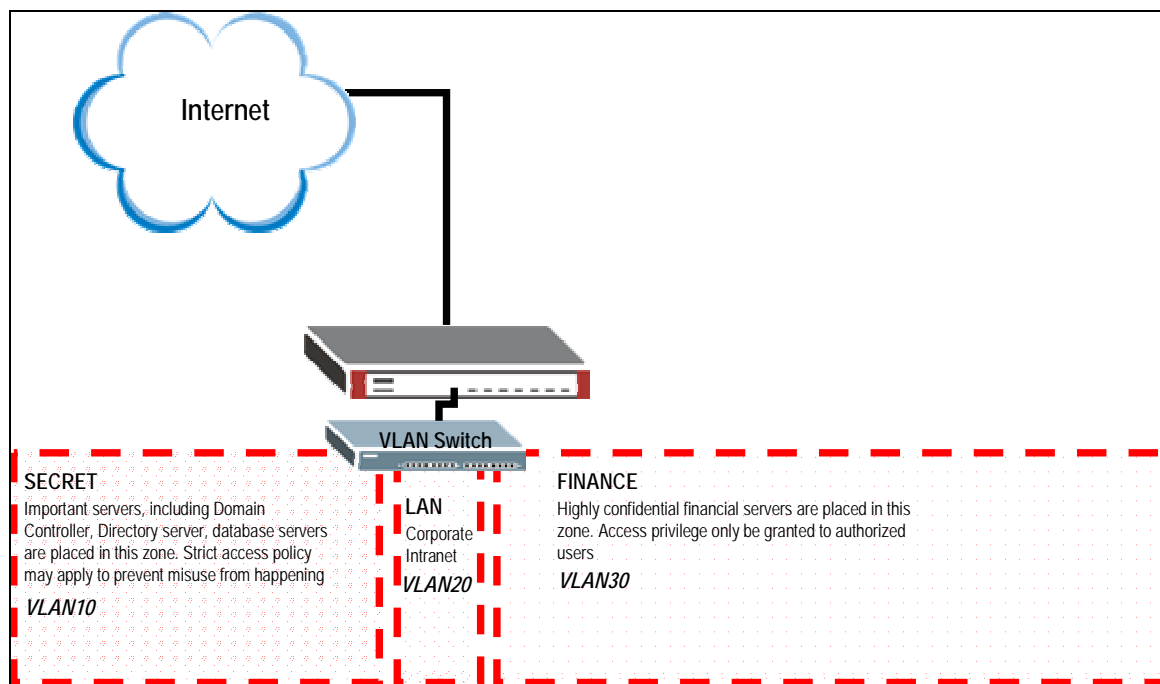 Internet
VLAN Switch
SECRET
Important servers, including Domain
Controller, Directory server, database servers
are placed in this zone. Strict access policy
may apply to prevent misuse from happening
VLAN10
LAN
Corporate
Intranet
VLAN20
FINANCE
Highly confidential financial servers are placed in this
zone. Access privilege only be granted to authorized
users
VLAN30